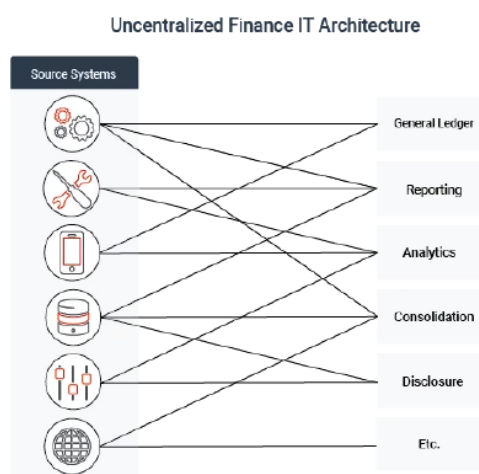 Uncentralized Finance IT Architecture
Source Systems
General Ledger
Reporting
Analytics
Consolidation
Disclosure
Etc.